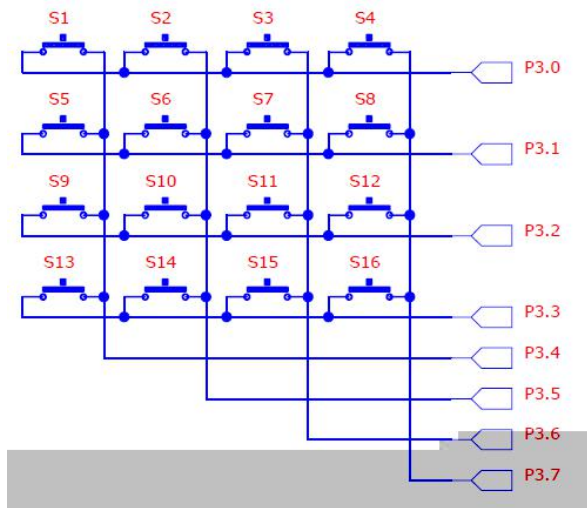 S1 S2 S3 S4
P3.0
S5 S6 S7 S8
P3.1
S9 S10 S11 S12
P3.2
S13 S14 S15 S16
P3.3
P3.4
P3.5
P3.6
P3.7